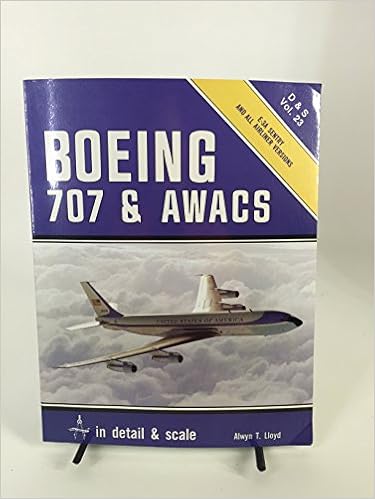 D & S
Vol. 23
E-3A SENTRY
AND ALL AIRLINER VERSIONS
BOEING
707 & AWACS
UNITED STATES OF AMERICA
in detail & scale
Alwyn T. Lloyd